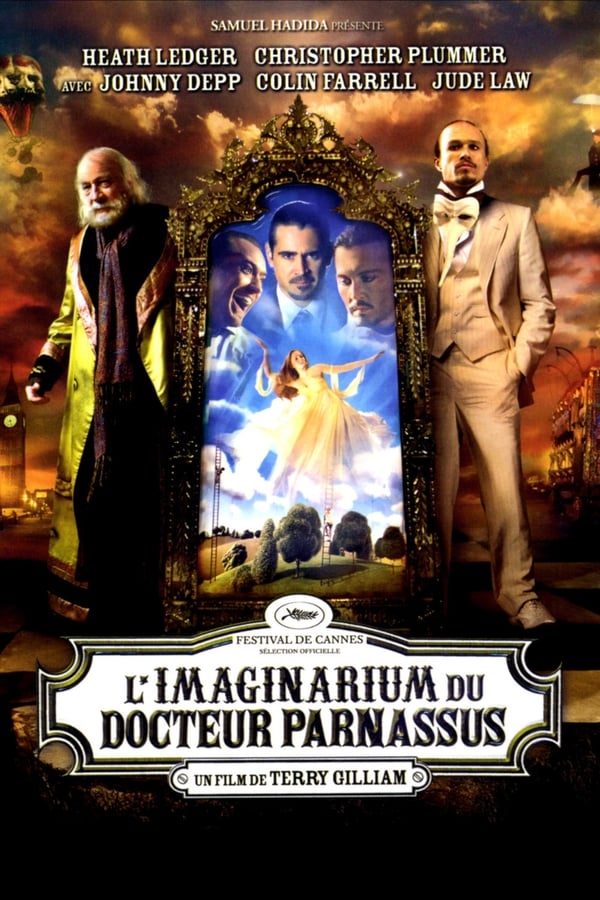 SAMUEL HADIDA PRÉSENTE
HEATH LEDGER CHRISTOPHER PLUMMER
AVEC JOHNNY DEPP COLIN FARRELL JUDE LAW
FESTIVAL DE CANNES
SÉLECTION OFFICIELLE
L'IMAGINARIUM DU
DOCTEUR PARNASSUS
UN FILM DE TERRY GILLIAM